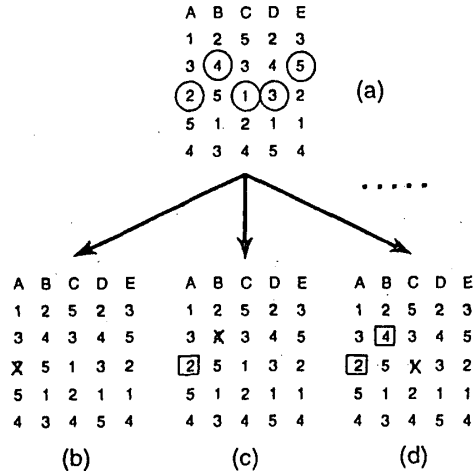 A B C D E
1 2 5 2 3
3 4 3 4 5
2 5 1 3 2
(a)
5 1 2 1 1
4 3 4 5 4
.....
A B C D E
1 2 5 2 3
3 4 3 4 5
X 5 1 3 2
5 1 2 1 1
4 3 4 5 4
(b)
A B C D E
1 2 5 2 3
3 X 3 4 5
2 5 1 3 2
5 1 2 1 1
4 3 4 5 4
(c)
A B C D E
1 2 5 2 3
3 4 3 4 5
2 5 X 3 2
5 1 2 1 1
4 3 4 5 4
(d)